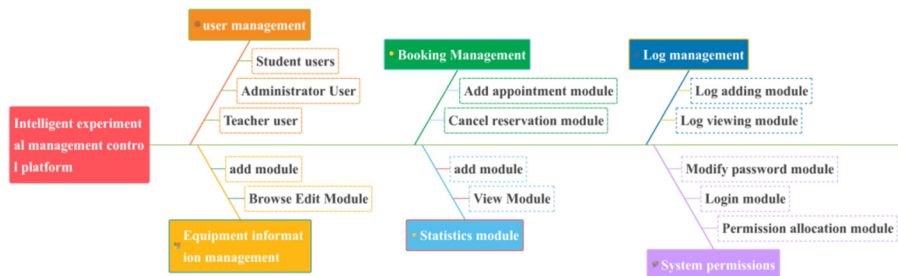 user management
Student users
Administrator User
Teacher user
Booking Management
Add appointment module
Cancel reservation module
Log management
Log adding module
Log viewing module
Intelligent experiment
al management contro
l platform
add module
Browse Edit Module
Equipment informat
ion management
add module
View Module
Statistics module
Modify password module
Login module
Permission allocation module
System permissions